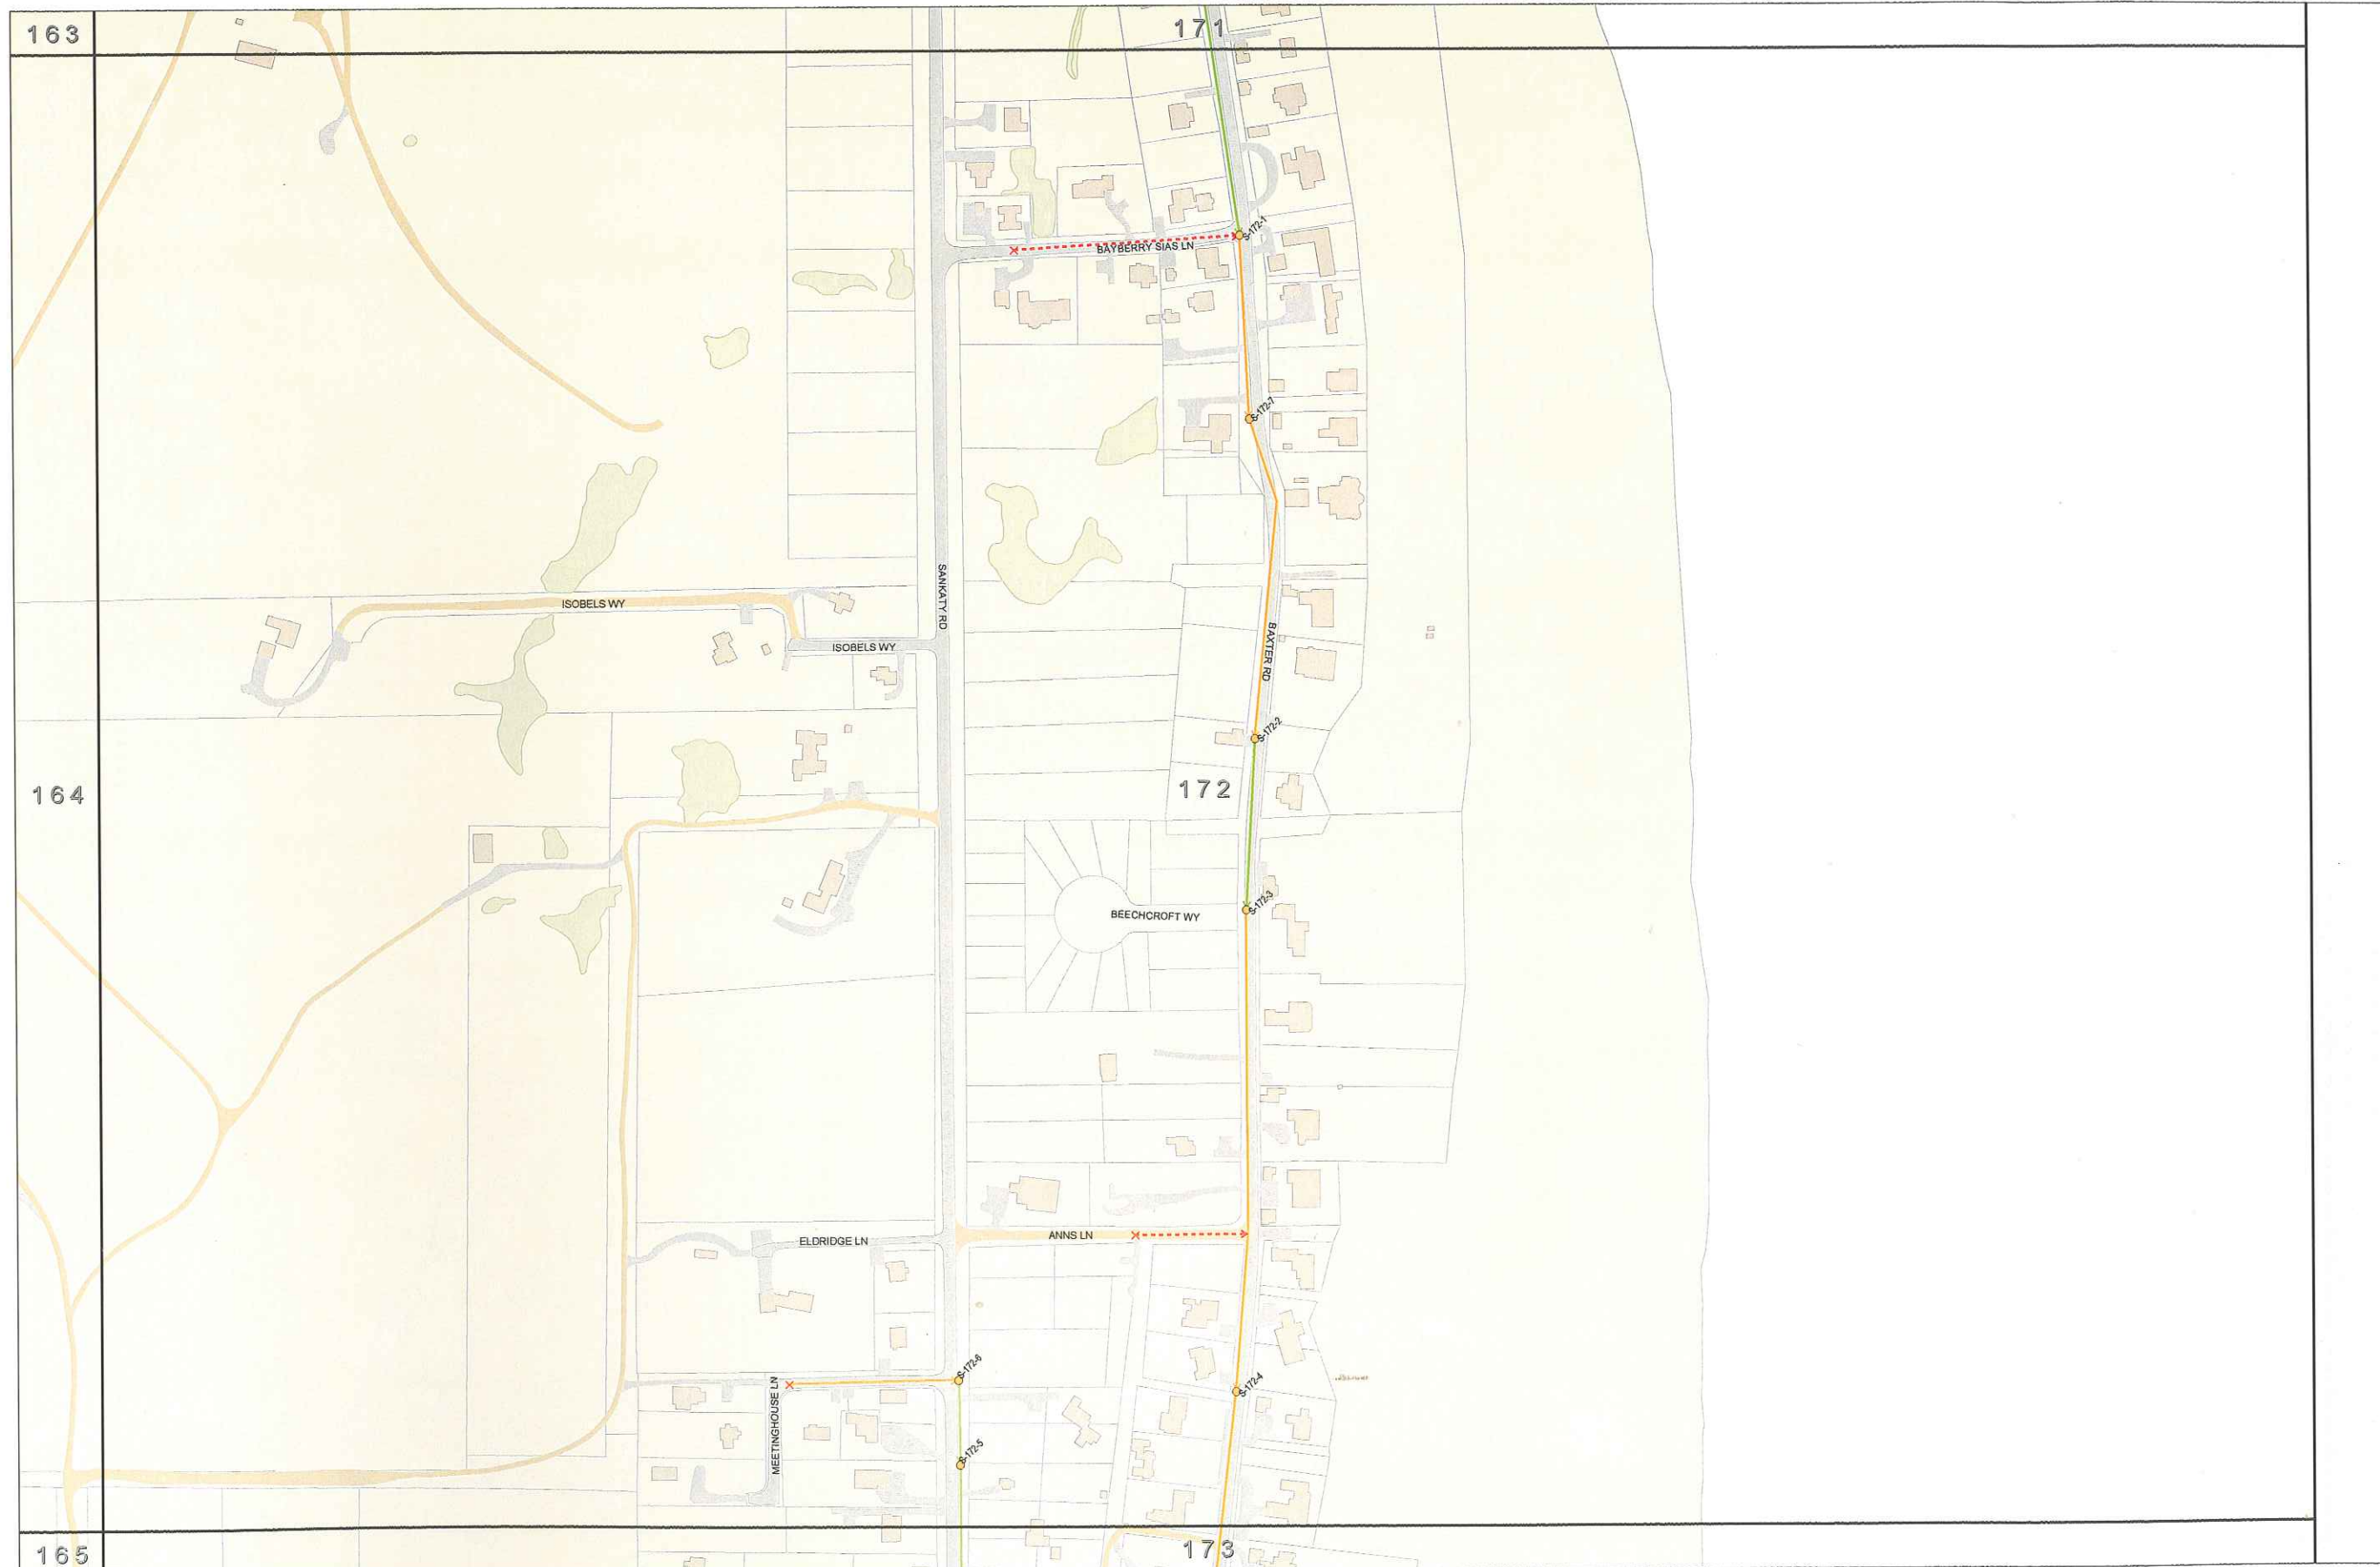 163
171
S-172-1
BAYBERRY SIAS LN
S-172-7
SANKATY RD
ISOBELS WY
ISOBELS WY
BAXTER RD
S-172-2
164
172
S-172-3
BEECHCROFT WY
ELDRIDGE LN
ANNS LN
S-172-6
MEETINGHOUSE LN
S-172-4
S-172-5
165
173